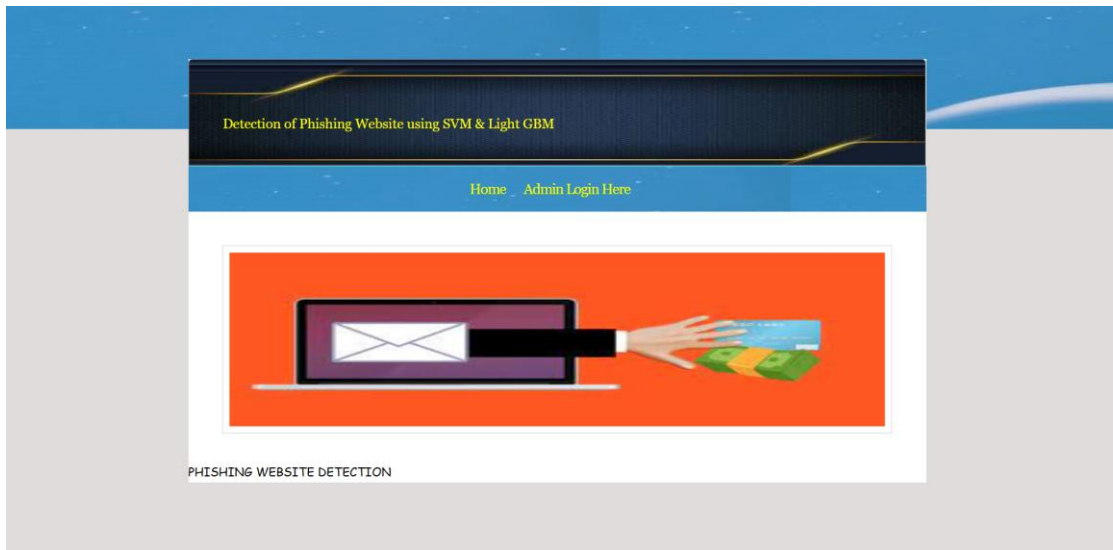 Detection of Phishing Website using SVM & Light GBM
Home Admin Login Here
PHISHING WEBSITE DETECTION